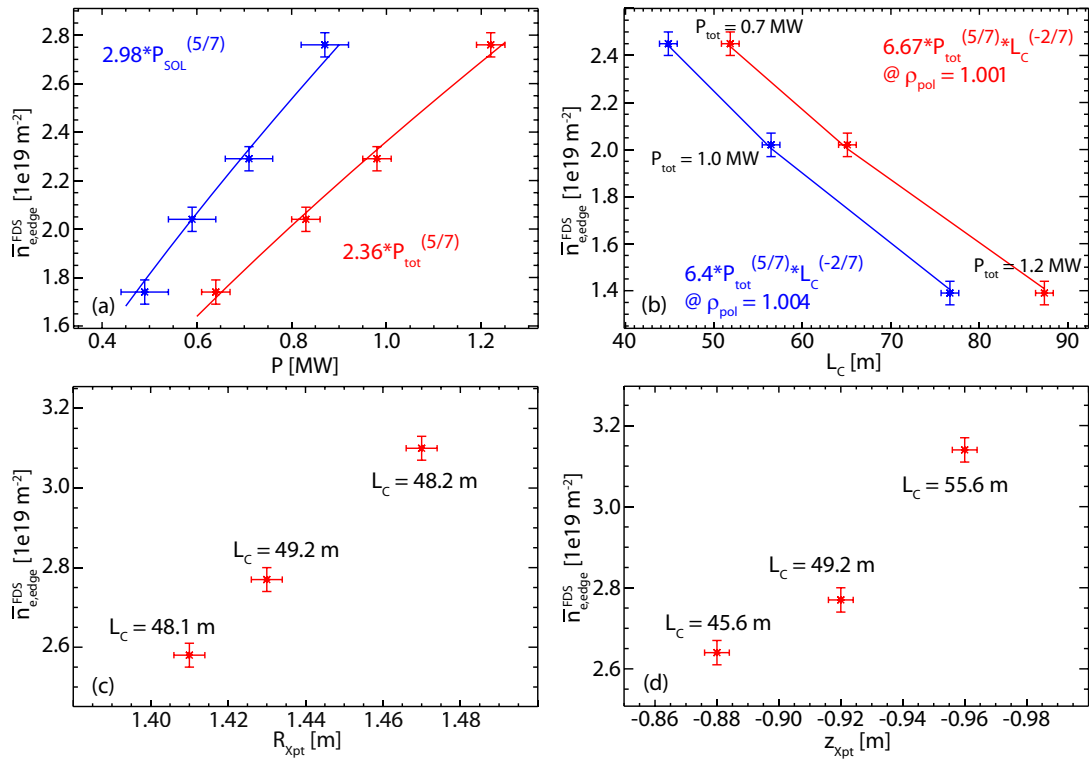 2.8
2.6
2.4
2.2
2.0
1.8
1.6
n̅e,edge^FDS [1e19 m^-2]
2.98*P_SOL^(5/7)
2.36*P_tot^(5/7)
(a)
0.4 0.6 0.8 1.0 1.2
P [MW]
2.4
2.2
2.0
1.8
1.6
1.4
n̅e,edge^FDS [1e19 m^-2]
P_tot = 0.7 MW
6.67*P_tot^(5/7)*L_C^(-2/7)
@ ρ_pol = 1.001
P_tot = 1.0 MW
P_tot = 1.2 MW
6.4*P_tot^(5/7)*L_C^(-2/7)
@ ρ_pol = 1.004
(b)
40 50 60 70 80 90
L_C [m]
3.2
3.0
2.8
2.6
n̅e,edge^FDS [1e19 m^-2]
L_C = 48.2 m
L_C = 49.2 m
L_C = 48.1 m
(c)
1.40 1.42 1.44 1.46 1.48
R_Xpt [m]
3.2
3.0
2.8
2.6
n̅e,edge^FDS [1e19 m^-2]
L_C = 55.6 m
L_C = 49.2 m
L_C = 45.6 m
(d)
-0.86 -0.88 -0.90 -0.92 -0.94 -0.96 -0.98
z_Xpt [m]